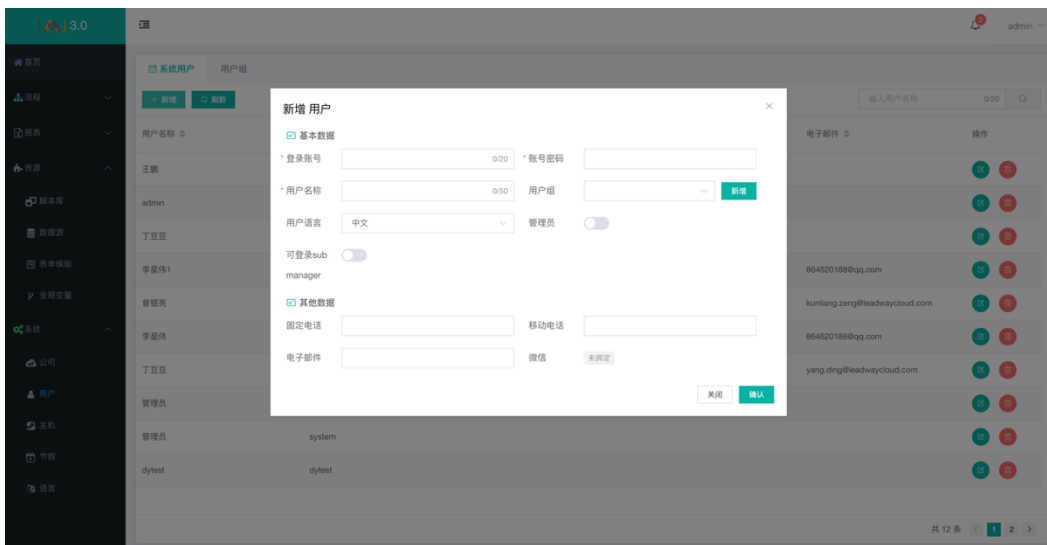 3.0
2
admin
首页
系统用户 用户组
流程
+ 新增 刷新
输入用户名称 0/20
报表
用户名称 电子邮件 操作
资源
王鹏
脚本库
admin
数据源
丁豆豆
表单模版
李星伟1 864620188@qq.com
全局变量
曾锟亮 kunliang.zeng@leadwaycloud.com
系统
李星伟 864620188@qq.com
公司
丁豆豆 yang.ding@leadwaycloud.com
用户
管理员
主机
管理员 system
节假
dytest dytest
语言
共 12 条 < 1 2 >
新增 用户
基本数据
* 登录账号 0/20 * 账号密码
* 用户名称 0/50 用户组 新增
用户语言 中文 管理员
可登录sub
manager
其他数据
固定电话 移动电话
电子邮件 微信 未绑定
关闭 确认